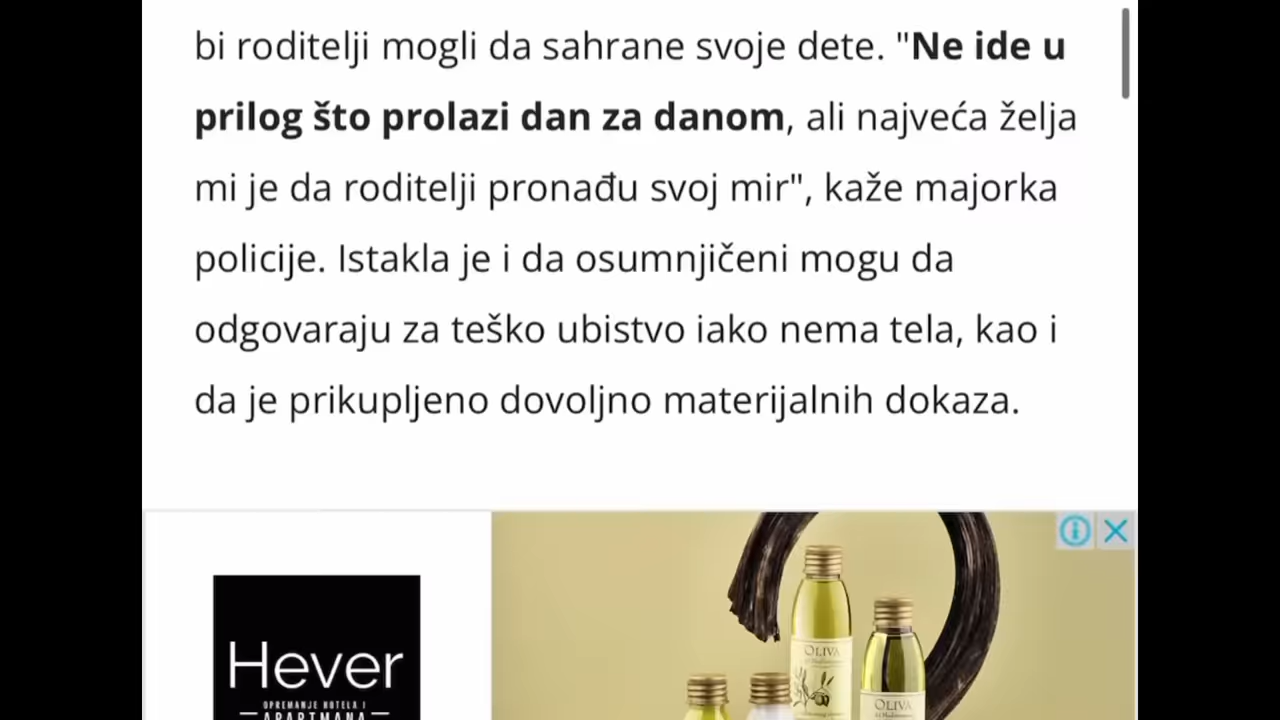 bi roditelji mogli da sahrane svoje dete. "Ne ide u
prilog što prolazi dan za danom, ali najveća želja
mi je da roditelji pronađu svoj mir", kaže majorka
policije. Istakla je i da osumnjičeni mogu da
odgovaraju za teško ubistvo iako nema tela, kao i
da je prikupljeno dovoljno materijalnih dokaza.
Hever
OPREMANJE HOTELA I
APARTMANA
OLIVA
OLIVA